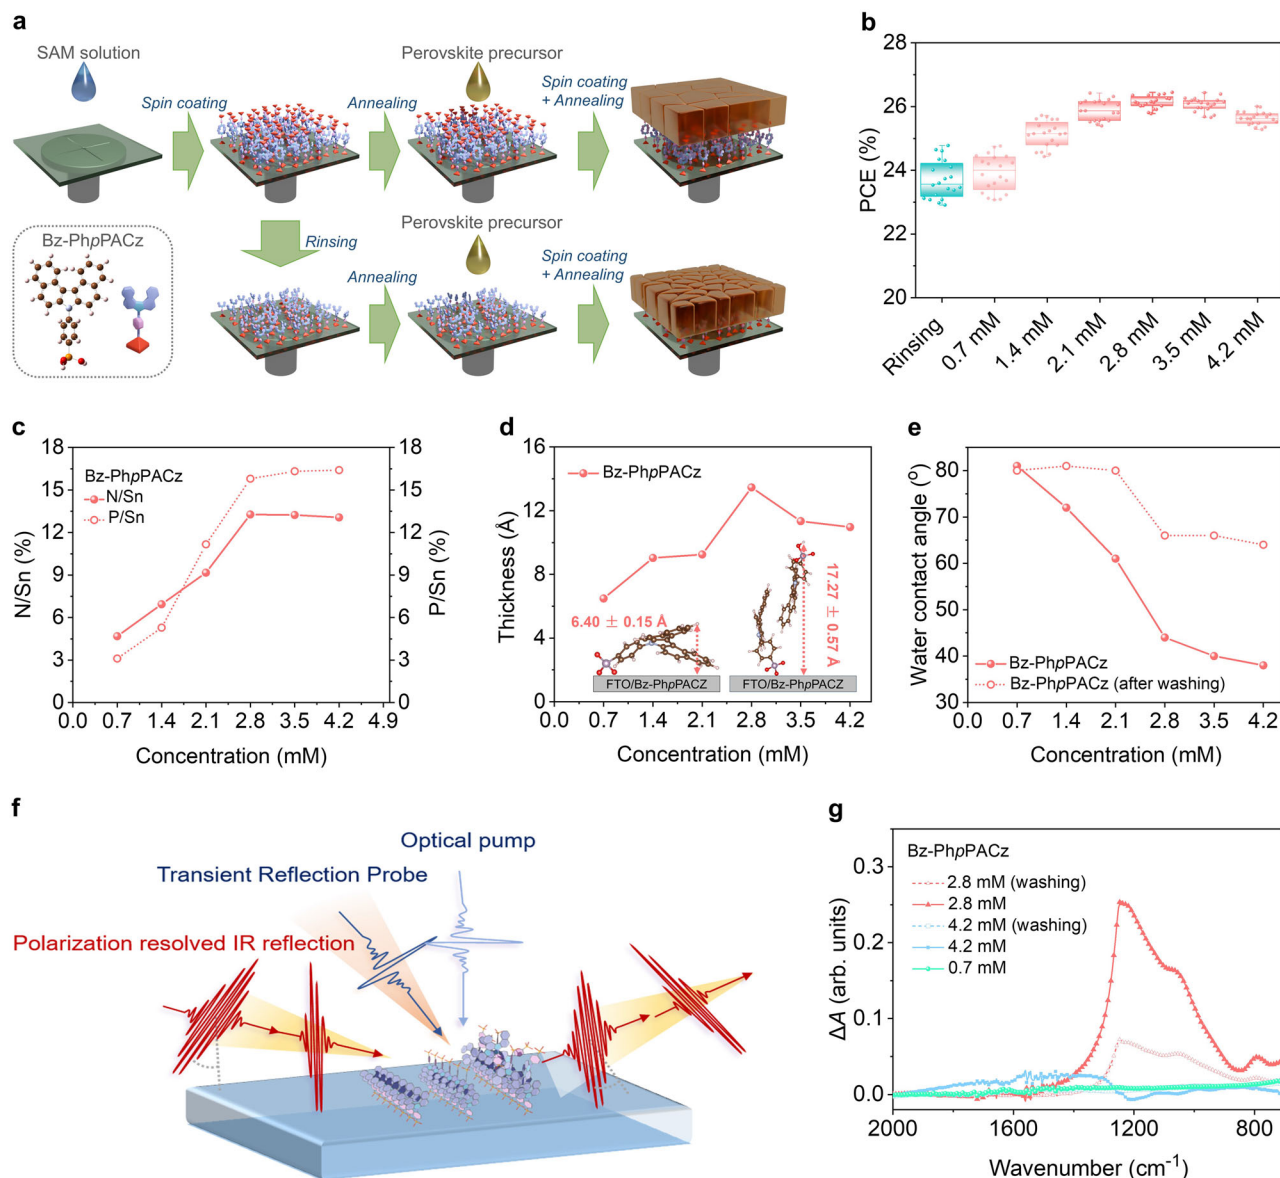 a
SAM solution
Perovskite precursor
Spin coating
Annealing
Spin coating
+ Annealing
Bz-PhpPACz
Rinsing
Perovskite precursor
Annealing
Spin coating
+ Annealing
b
PCE (%)
28
26
24
22
20
Rinsing
0.7 mM
1.4 mM
2.1 mM
2.8 mM
3.5 mM
4.2 mM
c
N/Sn (%)
18
15
12
9
6
3
0
Bz-PhpPACz
N/Sn
P/Sn
18
15
12
9
6
3
0
P/Sn (%)
0.0 0.7 1.4 2.1 2.8 3.5 4.2 4.9
Concentration (mM)
d
Thickness (Å)
16
12
8
4
0
Bz-PhpPACz
6.40 ± 0.15 Å
17.27 ± 0.57 Å
FTO/Bz-PhpPACZ
FTO/Bz-PhpPACZ
0.0 0.7 1.4 2.1 2.8 3.5 4.2
Concentration (mM)
e
Water contact angle (º)
80
70
60
50
40
30
Bz-PhpPACz
Bz-PhpPACz (after washing)
0.0 0.7 1.4 2.1 2.8 3.5 4.2
Concentration (mM)
f
Optical pump
Transient Reflection Probe
Polarization resolved IR reflection
g
ΔA (arb. units)
0.3
0.2
0.1
0.0
Bz-PhpPACz
2.8 mM (washing)
2.8 mM
4.2 mM (washing)
4.2 mM
0.7 mM
2000 1600 1200 800
Wavenumber (cm⁻¹)